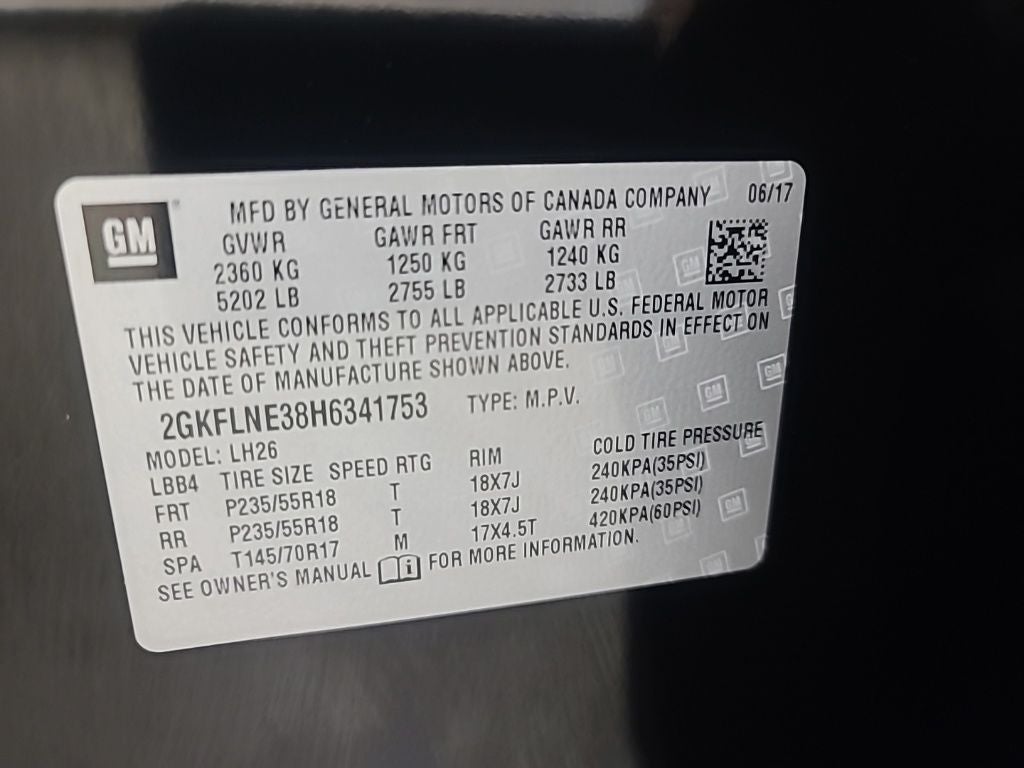 GM
MFD BY GENERAL MOTORS OF CANADA COMPANY 06/17
GVWR GAWR FRT GAWR RR
2360 KG 1250 KG 1240 KG
5202 LB 2755 LB 2733 LB
THIS VEHICLE CONFORMS TO ALL APPLICABLE U.S. FEDERAL MOTOR
VEHICLE SAFETY AND THEFT PREVENTION STANDARDS IN EFFECT ON
THE DATE OF MANUFACTURE SHOWN ABOVE.
2GKFLNE38H6341753 TYPE: M.P.V.
MODEL: LH26
LBB4 TIRE SIZE SPEED RTG RIM COLD TIRE PRESSURE
FRT P235/55R18 T 18X7J 240KPA(35PSI)
RR P235/55R18 T 18X7J 240KPA(35PSI)
SPA T145/70R17 M 17X4.5T 420KPA(60PSI)
SEE OWNER'S MANUAL i FOR MORE INFORMATION.